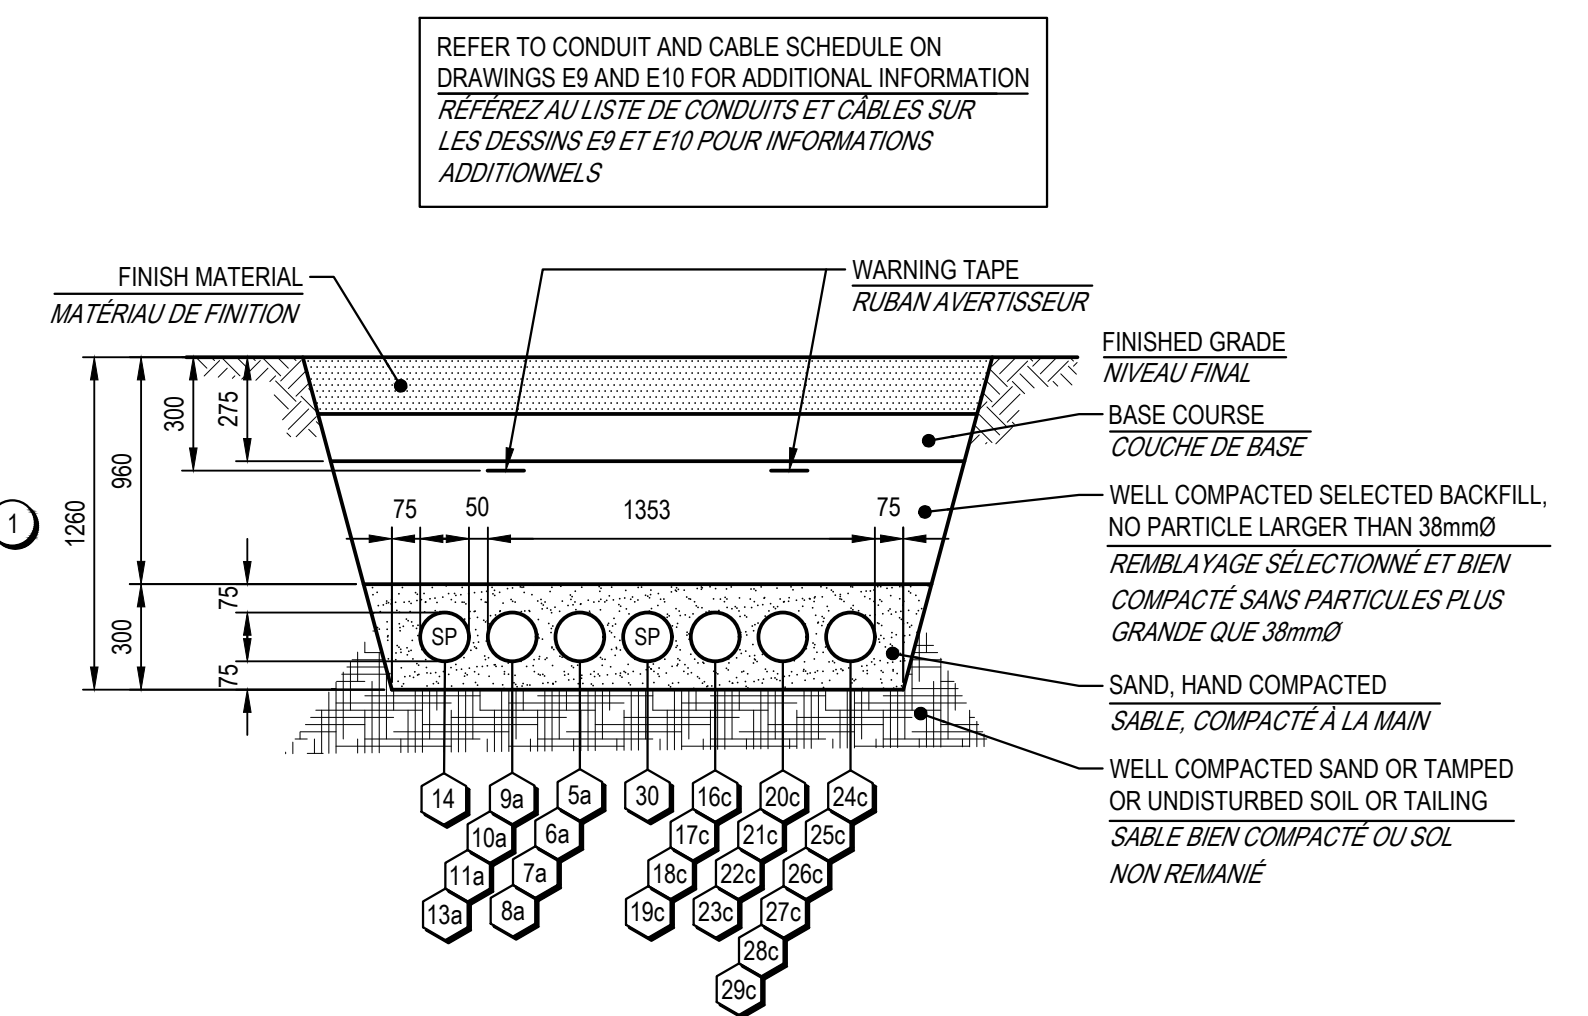 REFER TO CONDUIT AND CABLE SCHEDULE ON
DRAWINGS E9 AND E10 FOR ADDITIONAL INFORMATION
RÉFÉREZ AU LISTE DE CONDUITS ET CÂBLES SUR
LES DESSINS E9 ET E10 POUR INFORMATIONS
ADDITIONNELS
FINISH MATERIAL
MATÉRIAU DE FINITION
WARNING TAPE
RUBAN AVERTISSEUR
FINISHED GRADE
NIVEAU FINAL
BASE COURSE
COUCHE DE BASE
WELL COMPACTED SELECTED BACKFILL,
NO PARTICLE LARGER THAN 38mmØ
REMBLAYAGE SÉLECTIONNÉ ET BIEN
COMPACTÉ SANS PARTICULES PLUS
GRANDE QUE 38mmØ
SAND, HAND COMPACTED
SABLE, COMPACTÉ À LA MAIN
WELL COMPACTED SAND OR TAMPED
OR UNDISTURBED SOIL OR TAILING
SABLE BIEN COMPACTÉ OU SOL
NON REMANIÉ
1
1260
960
300
300
275
75
75
75 50 1353 75
SP SP
14 9a 5a 30 16c 20c 24c
10a 6a 17c 21c 25c
11a 7a 18c 22c 26c
13a 8a 19c 23c 27c
28c
29c